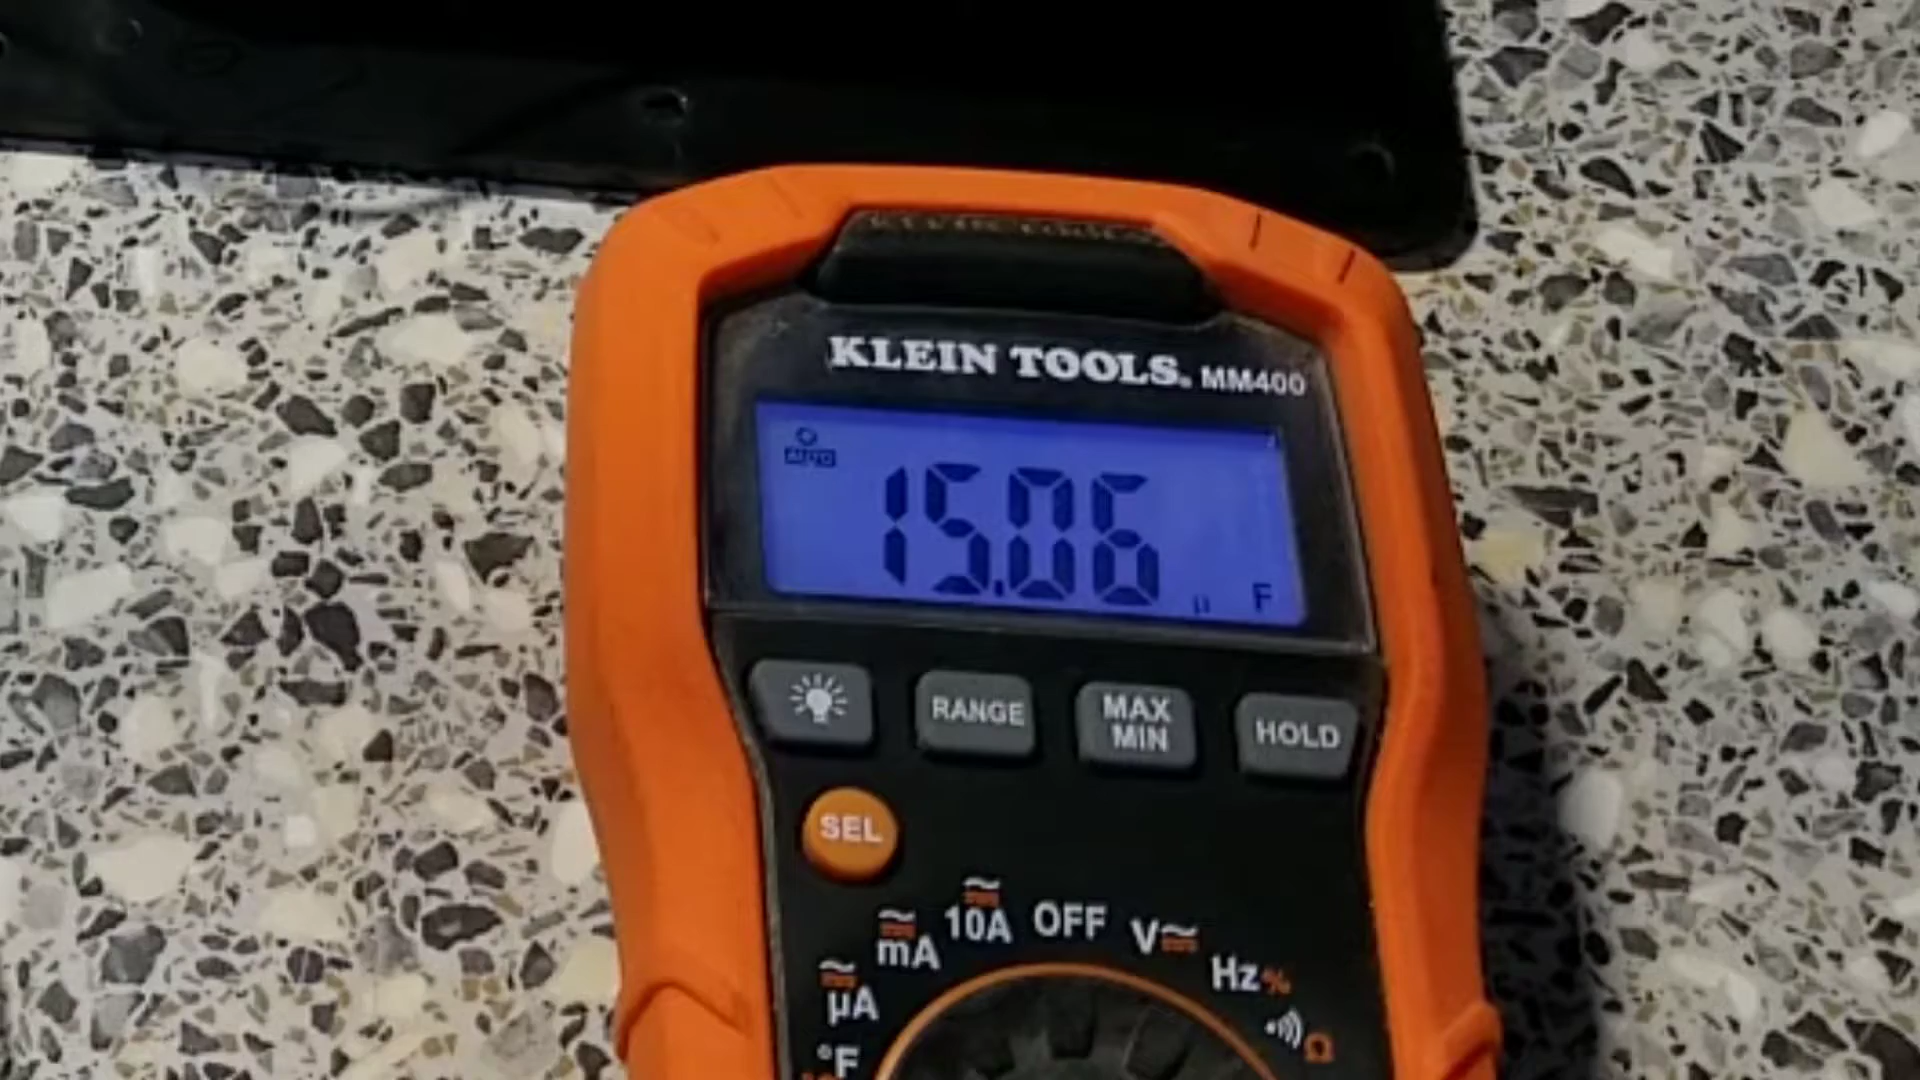 KLEIN TOOLS® MM400
AUTO
15.06
µ F
RANGE
MAX
MIN
HOLD
SEL
mA
10A
OFF
V
Hz%
µA
Ω
°F